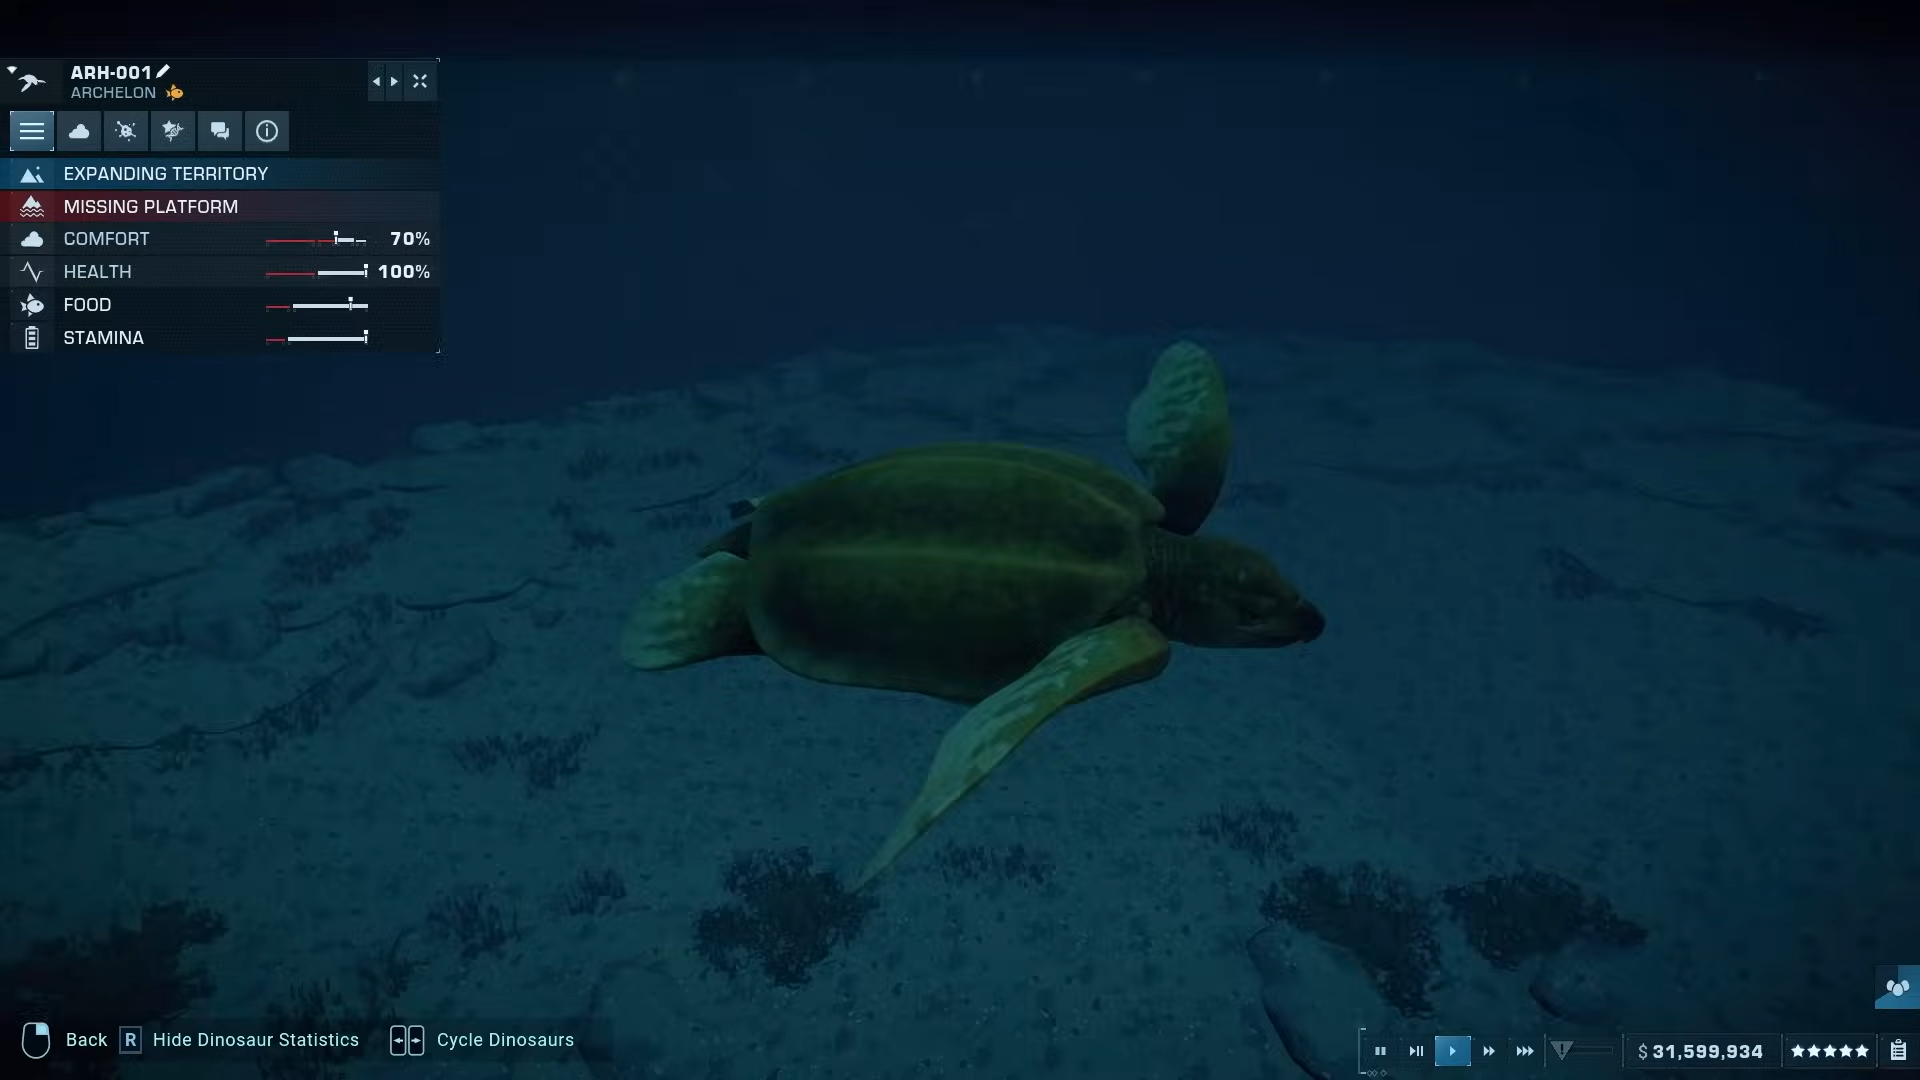 ARH-001
ARCHELON
EXPANDING TERRITORY
MISSING PLATFORM
COMFORT 70%
HEALTH 100%
FOOD
STAMINA
Back R Hide Dinosaur Statistics Cycle Dinosaurs
$ 31,599,934